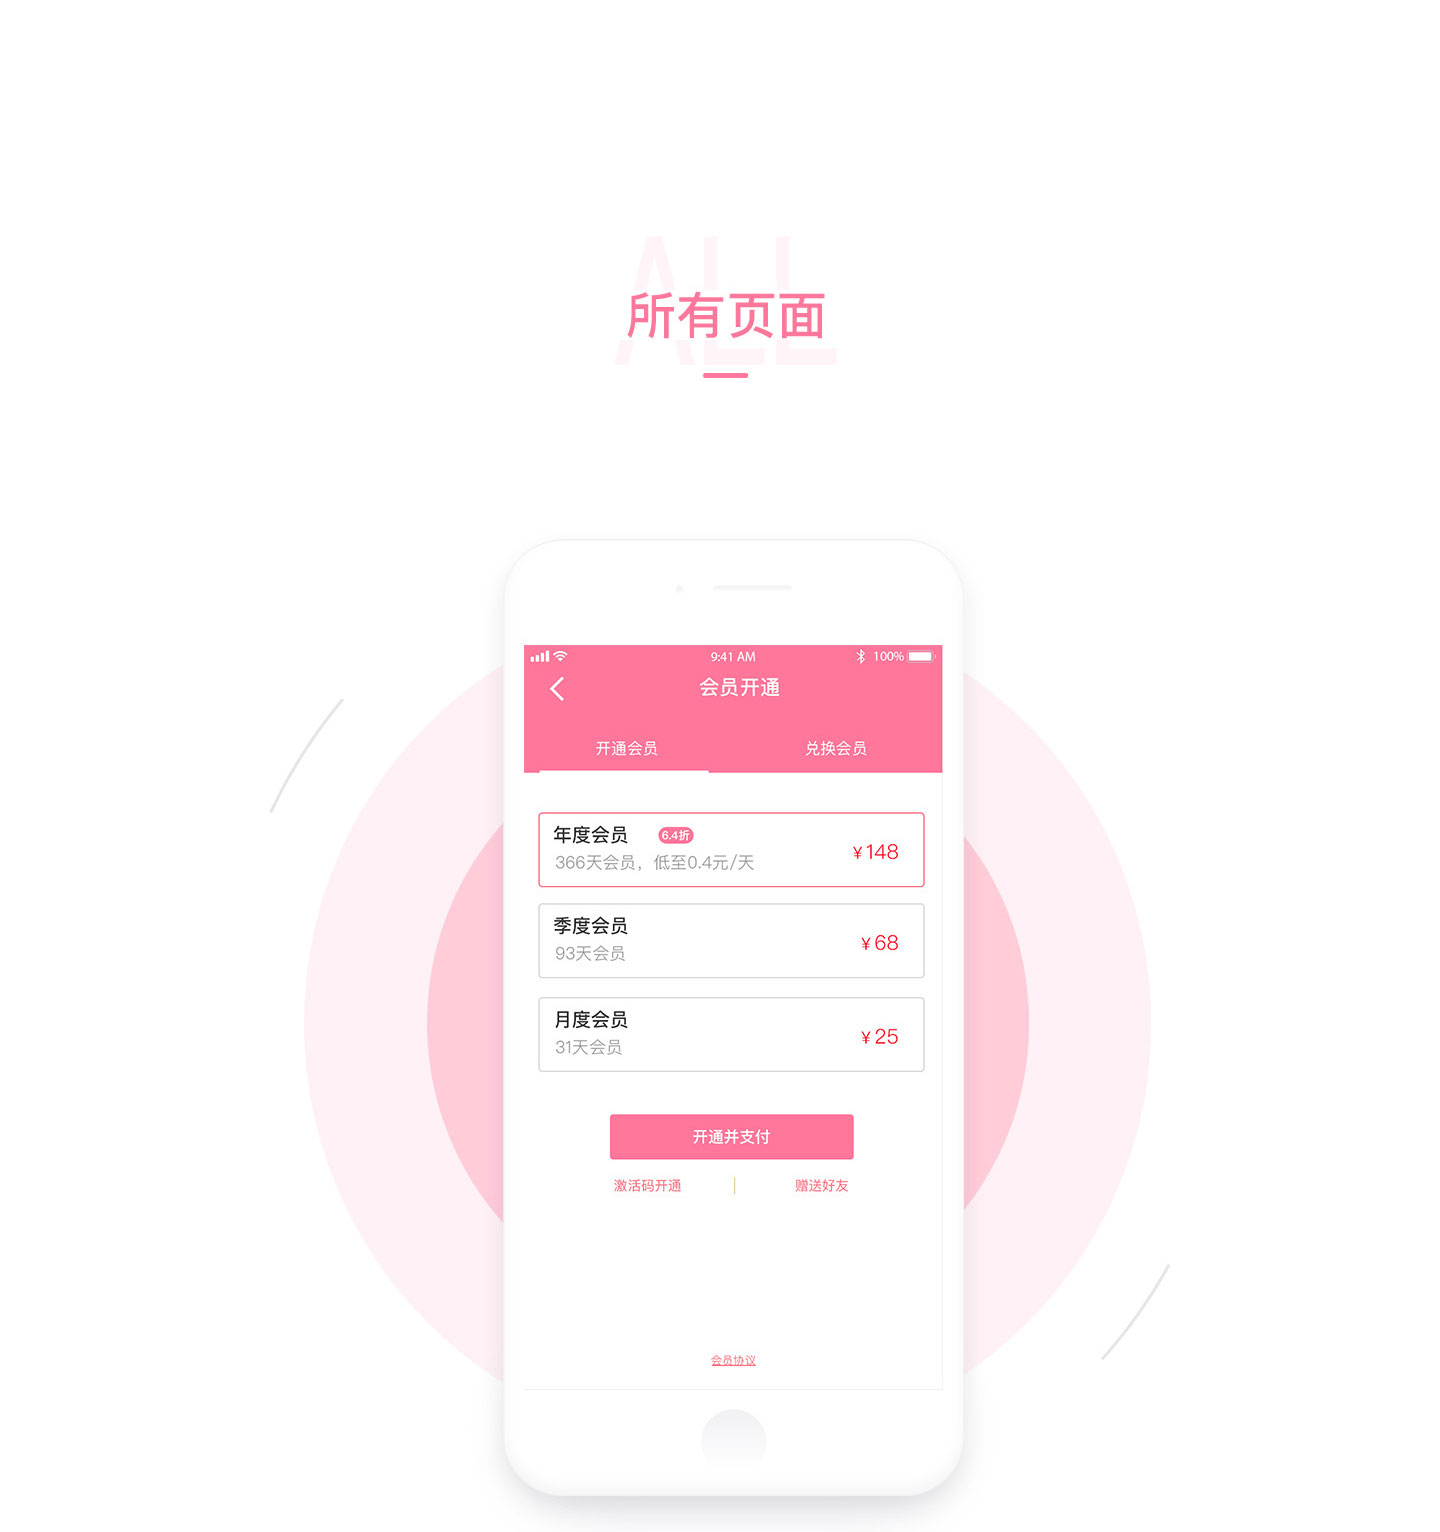 ALL
所有页面
9:41 AM
100%
会员开通
开通会员
兑换会员
年度会员
6.4折
366天会员，低至0.4元/天
¥148
季度会员
93天会员
¥68
月度会员
31天会员
¥25
开通并支付
激活码开通
赠送好友
会员协议